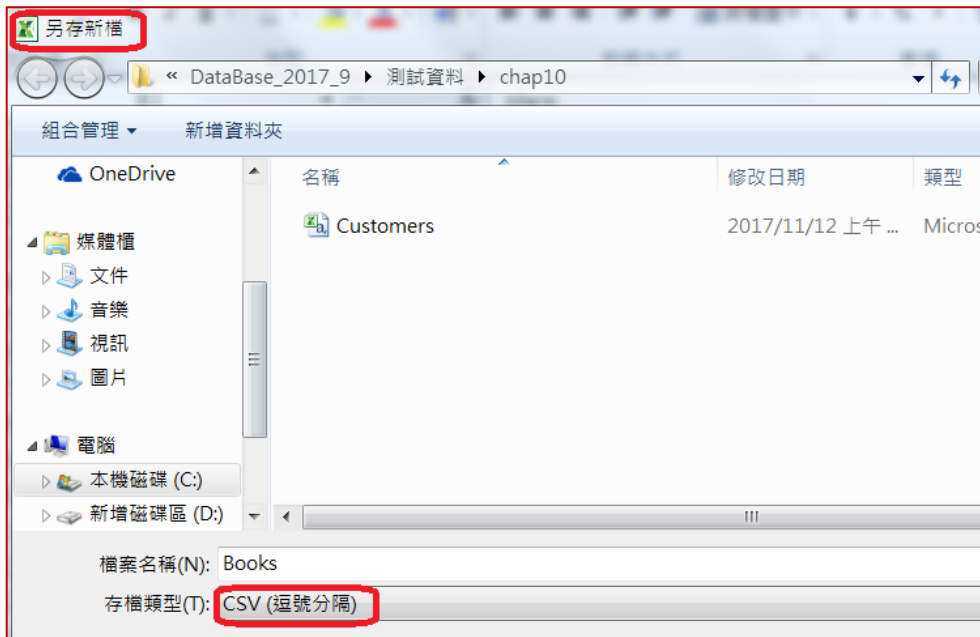 另存新檔
« DataBase_2017_9 ▸ 測試資料 ▸ chap10
組合管理 新增資料夾
OneDrive
名稱 修改日期 類型
Customers 2017/11/12 上午 ... Micros
媒體櫃
文件
音樂
視訊
圖片
電腦
本機磁碟 (C:)
新增磁碟區 (D:)
檔案名稱(N): Books
存檔類型(T): CSV (逗號分隔)